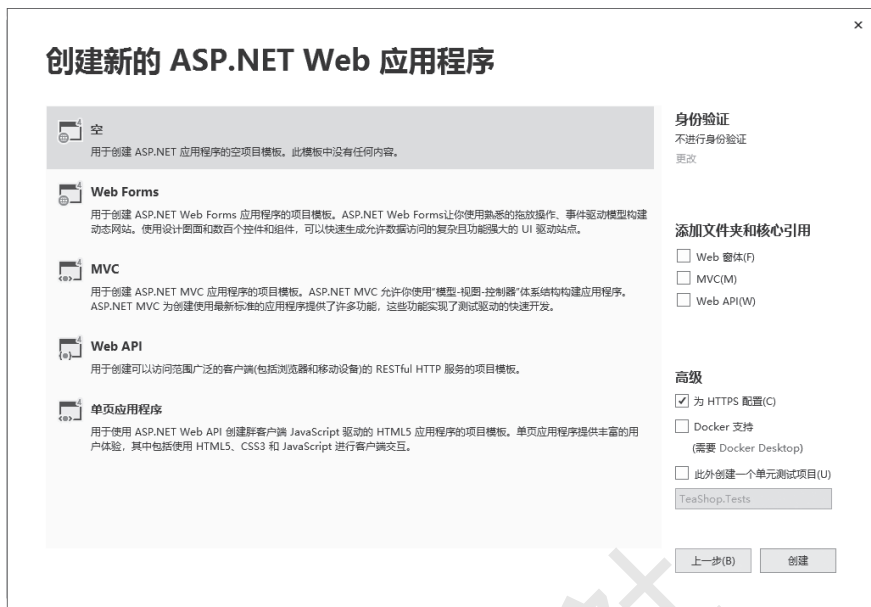 创建新的 ASP.NET Web 应用程序
空
用于创建 ASP.NET 应用程序的空项目模板。此模板中没有任何内容。
Web Forms
用于创建 ASP.NET Web Forms 应用程序的项目模板。ASP.NET Web Forms让你使用熟悉的拖放操作、事件驱动模型构建
动态网站。使用设计图面和数百个控件和组件，可以快速生成允许数据访问的复杂且功能强大的 UI 驱动站点。
MVC
用于创建 ASP.NET MVC 应用程序的项目模板。ASP.NET MVC 允许你使用"模型-视图-控制器"体系结构构建应用程序。
ASP.NET MVC 为创建使用最新标准的应用程序提供了许多功能，这些功能实现了测试驱动的快速开发。
Web API
用于创建可以访问范围广泛的客户端(包括浏览器和移动设备)的 RESTful HTTP 服务的项目模板。
单页应用程序
用于使用 ASP.NET Web API 创建胖客户端 JavaScript 驱动的 HTML5 应用程序的项目模板。单页应用程序提供丰富的用
户体验，其中包括使用 HTML5、CSS3 和 JavaScript 进行客户端交互。
身份验证
不进行身份验证
更改
添加文件夹和核心引用
Web 窗体(F)
MVC(M)
Web API(W)
高级
为 HTTPS 配置(C)
Docker 支持
(需要 Docker Desktop)
此外创建一个单元测试项目(U)
TeaShop.Tests
上一步(B)
创建